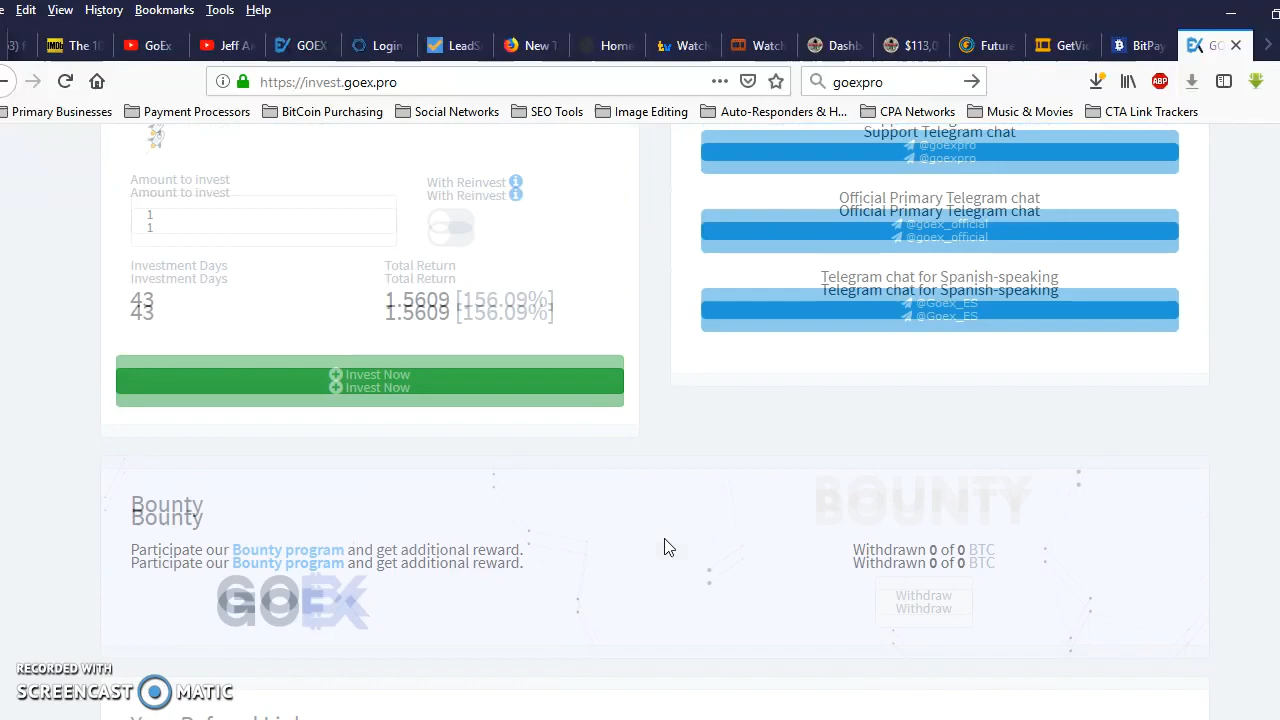 Edit View History Bookmarks Tools Help
3) f The 1 GoEx Jeff A GOEX Login LeadS New T Home Watch Watch Dashb $113,0 Future GetVi BitPay GO
https://invest.goex.pro goexpro
Primary Businesses Payment Processors BitCoin Purchasing Social Networks SEO Tools Image Editing Auto-Responders & H... CPA Networks Music & Movies CTA Link Trackers
Support Telegram chat
@goexpro
@goexpro
Amount to invest
Amount to invest
With Reinvest
With Reinvest
1
1
Official Primary Telegram chat
Official Primary Telegram chat
@goex_official
@goex_official
Investment Days
Investment Days
Total Return
Total Return
43
43
1.5609 [156.09%]
1.5609 [156.09%]
Telegram chat for Spanish-speaking
Telegram chat for Spanish-speaking
@Goex_ES
@Goex_ES
Invest Now
Invest Now
BOUNTY
BOUNTY
Bounty
Bounty
Participate our Bounty program and get additional reward.
Participate our Bounty program and get additional reward.
Withdrawn 0 of 0 BTC
Withdrawn 0 of 0 BTC
GOEX
Withdraw
Withdraw
RECORDED WITH
SCREENCAST MATIC